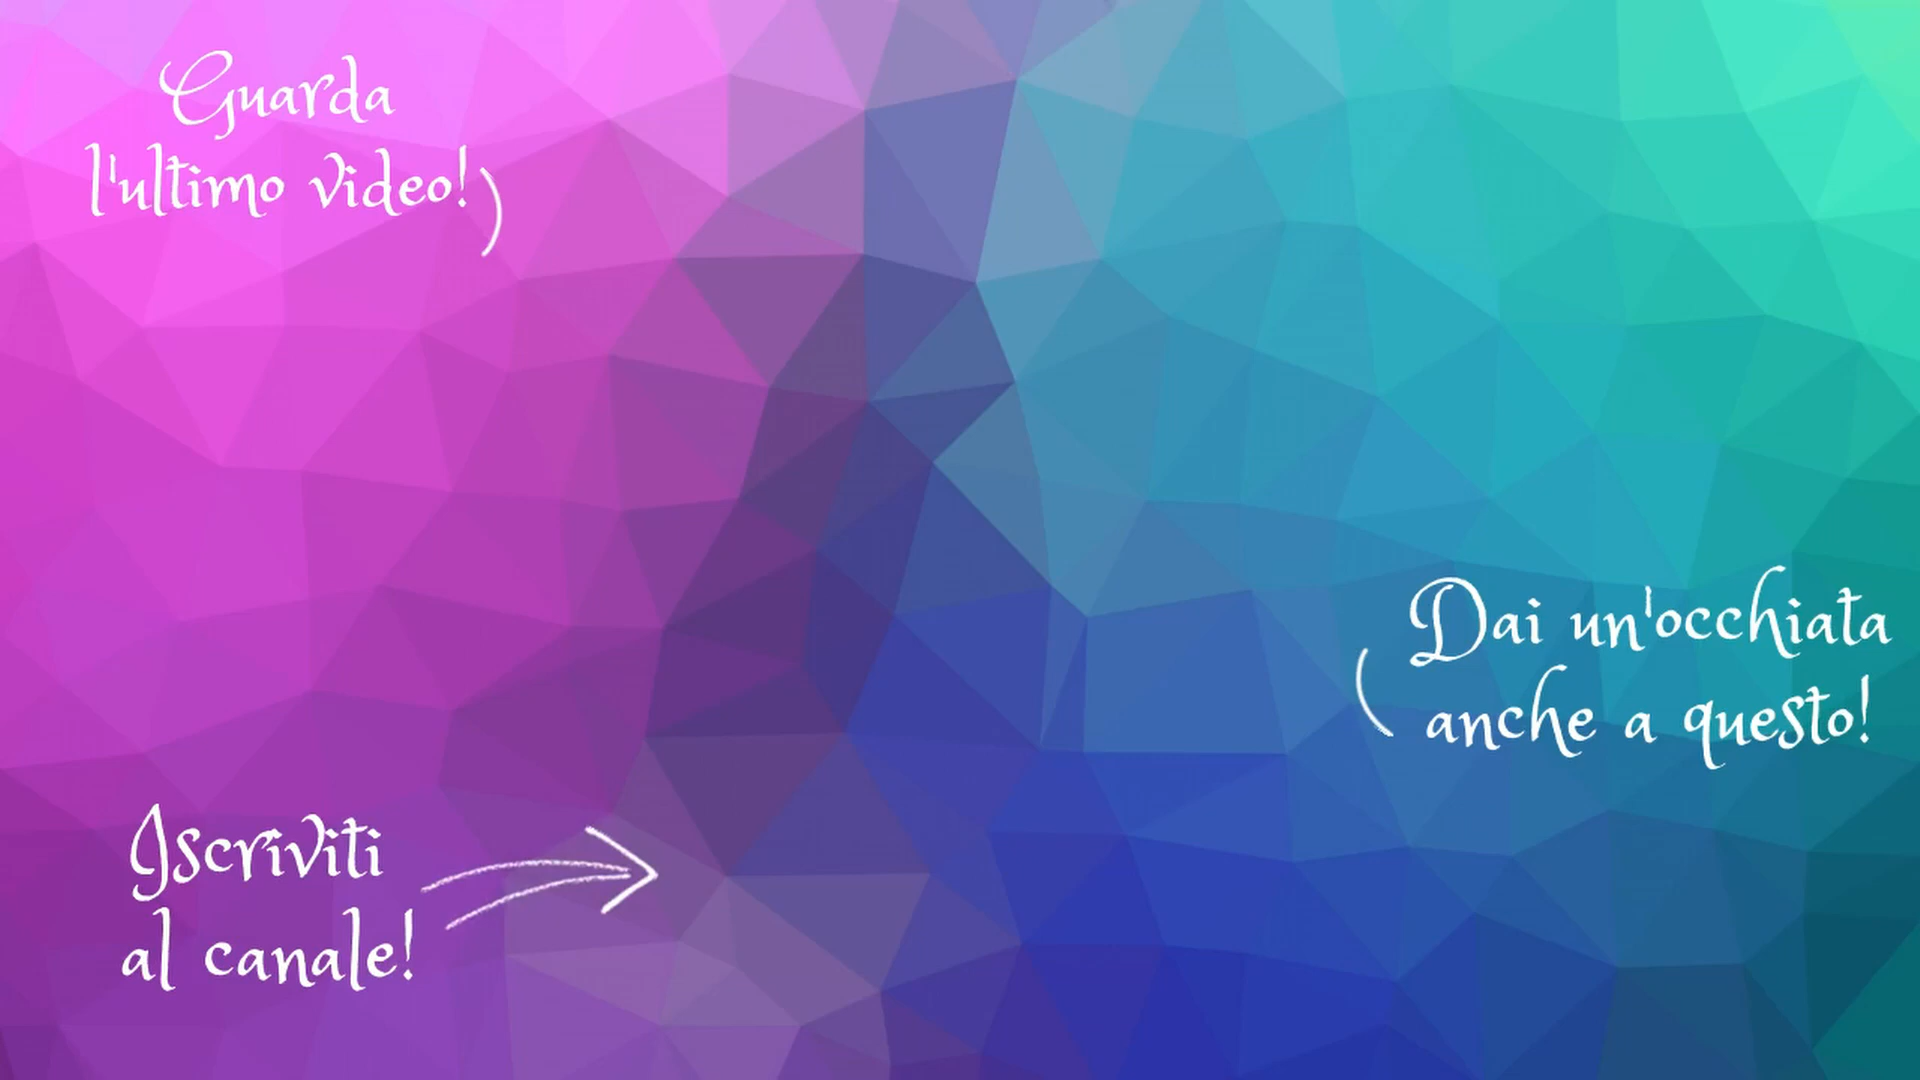 Guarda
l'ultimo video!
Dai un'occhiata
anche a questo!
Iscriviti
al canale!